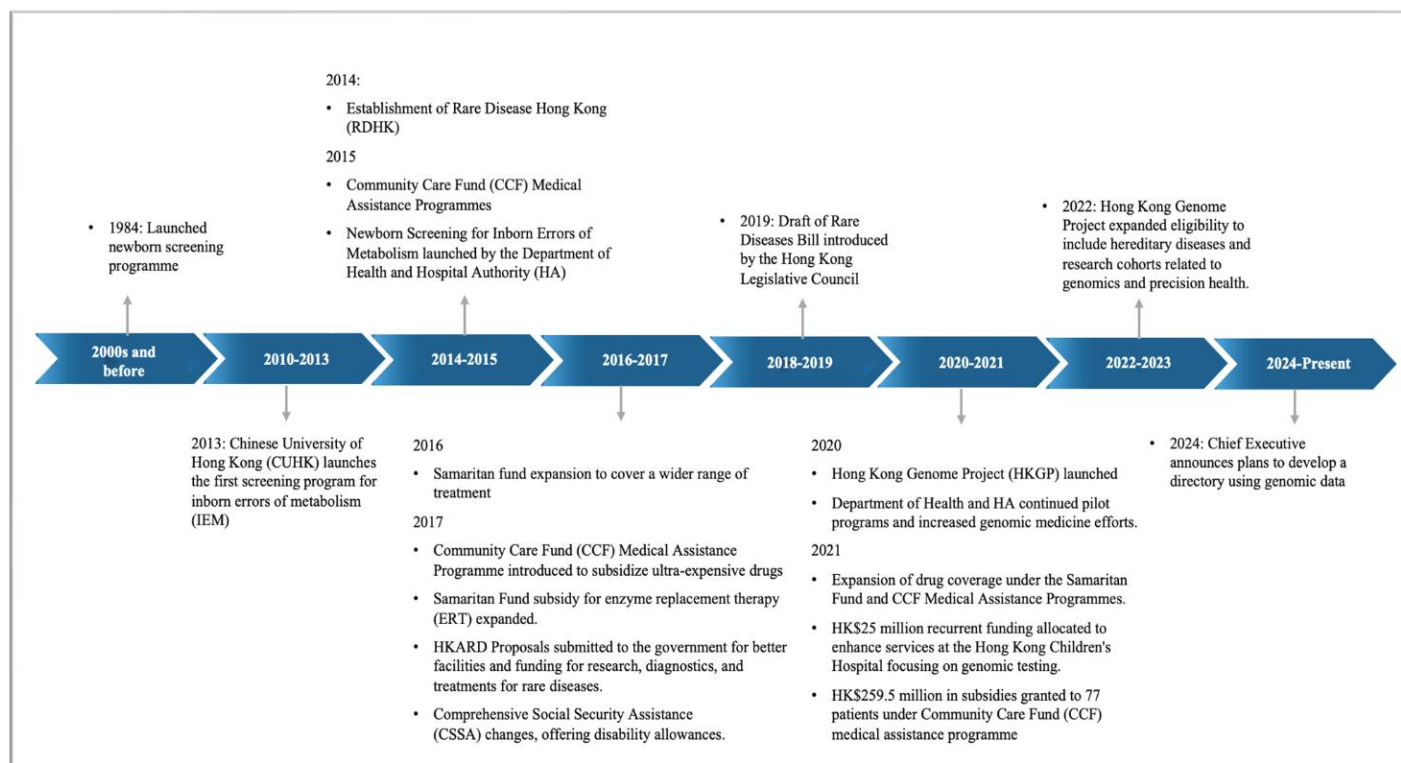 2014:
• Establishment of Rare Disease Hong Kong
(RDHK)
2015
• Community Care Fund (CCF) Medical
Assistance Programmes
• Newborn Screening for Inborn Errors of
Metabolism launched by the Department of
Health and Hospital Authority (HA)
• 1984: Launched
newborn screening
programme
• 2019: Draft of Rare
Diseases Bill introduced
by the Hong Kong
Legislative Council
• 2022: Hong Kong Genome
Project expanded eligibility to
include hereditary diseases and
research cohorts related to
genomics and precision health.
2000s and
before
2010-2013
2014-2015
2016-2017
2018-2019
2020-2021
2022-2023
2024-Present
2013: Chinese University of
Hong Kong (CUHK) launches
the first screening program for
inborn errors of metabolism
(IEM)
2016
• Samaritan fund expansion to cover a wider range of
treatment
2017
• Community Care Fund (CCF) Medical Assistance
Programme introduced to subsidize ultra-expensive drugs
• Samaritan Fund subsidy for enzyme replacement therapy
(ERT) expanded.
• HKARD Proposals submitted to the government for better
facilities and funding for research, diagnostics, and
treatments for rare diseases.
• Comprehensive Social Security Assistance
(CSSA) changes, offering disability allowances.
2020
• Hong Kong Genome Project (HKGP) launched
• Department of Health and HA continued pilot
programs and increased genomic medicine efforts.
2021
• Expansion of drug coverage under the Samaritan
Fund and CCF Medical Assistance Programmes.
• HK$25 million recurrent funding allocated to
enhance services at the Hong Kong Children's
Hospital focusing on genomic testing.
• HK$259.5 million in subsidies granted to 77
patients under Community Care Fund (CCF)
medical assistance programme
• 2024: Chief Executive
announces plans to develop a
directory using genomic data